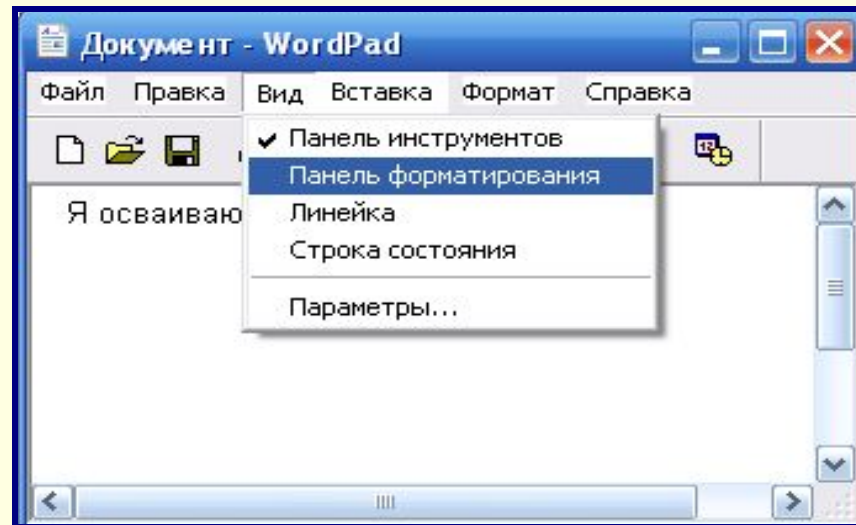 Документ - WordPad
Файл Правка Вид Вставка Формат Справка
Панель инструментов
Панель форматирования
Я осваиваю
Линейка
Строка состояния
Параметры...